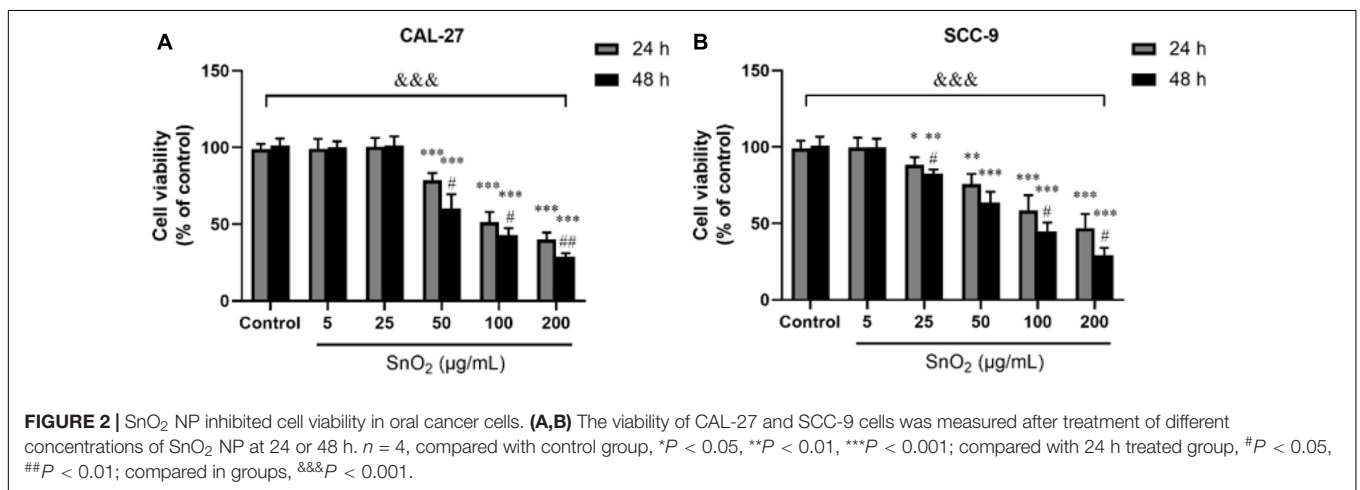 A
CAL-27
24 h
48 h
&&&
150
100
50
0
Cell viability
(% of control)
***
***
#
***
***
#
***
***
##
Control
5
25
50
100
200
SnO₂ (µg/mL)
B
SCC-9
24 h
48 h
&&&
150
100
50
0
Cell viability
(% of control)
*
**
#
**
***
***
***
#
***
***
#
Control
5
25
50
100
200
SnO₂ (µg/mL)
FIGURE 2 | SnO₂ NP inhibited cell viability in oral cancer cells. (A,B) The viability of CAL-27 and SCC-9 cells was measured after treatment of different
concentrations of SnO₂ NP at 24 or 48 h. n = 4, compared with control group, *P < 0.05, **P < 0.01, ***P < 0.001; compared with 24 h treated group, #P < 0.05,
##P < 0.01; compared in groups, &&&P < 0.001.